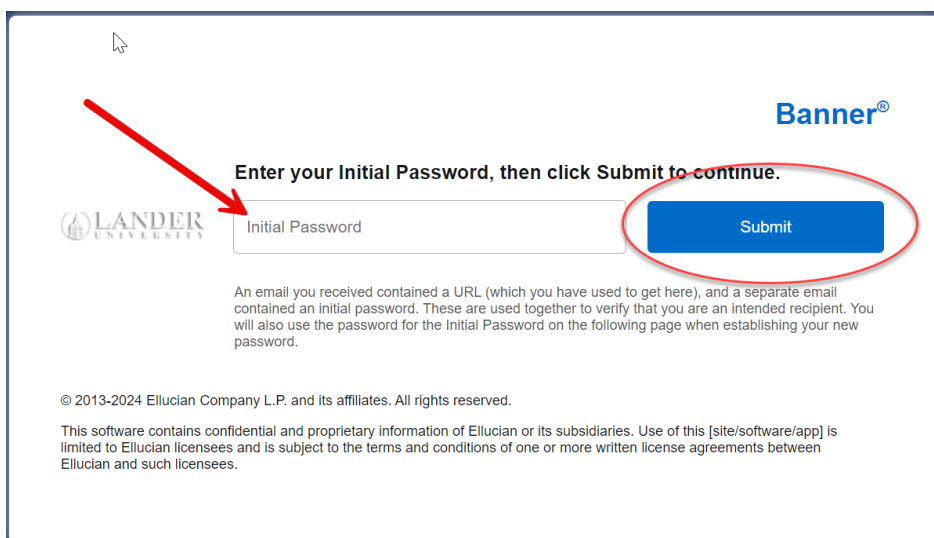 Banner®
Enter your Initial Password, then click Submit to continue.
LANDER
UNIVERSITY
Initial Password
Submit
An email you received contained a URL (which you have used to get here), and a separate email
contained an initial password. These are used together to verify that you are an intended recipient. You
will also use the password for the Initial Password on the following page when establishing your new
password.
© 2013-2024 Ellucian Company L.P. and its affiliates. All rights reserved.
This software contains confidential and proprietary information of Ellucian or its subsidiaries. Use of this [site/software/app] is
limited to Ellucian licensees and is subject to the terms and conditions of one or more written license agreements between
Ellucian and such licensees.